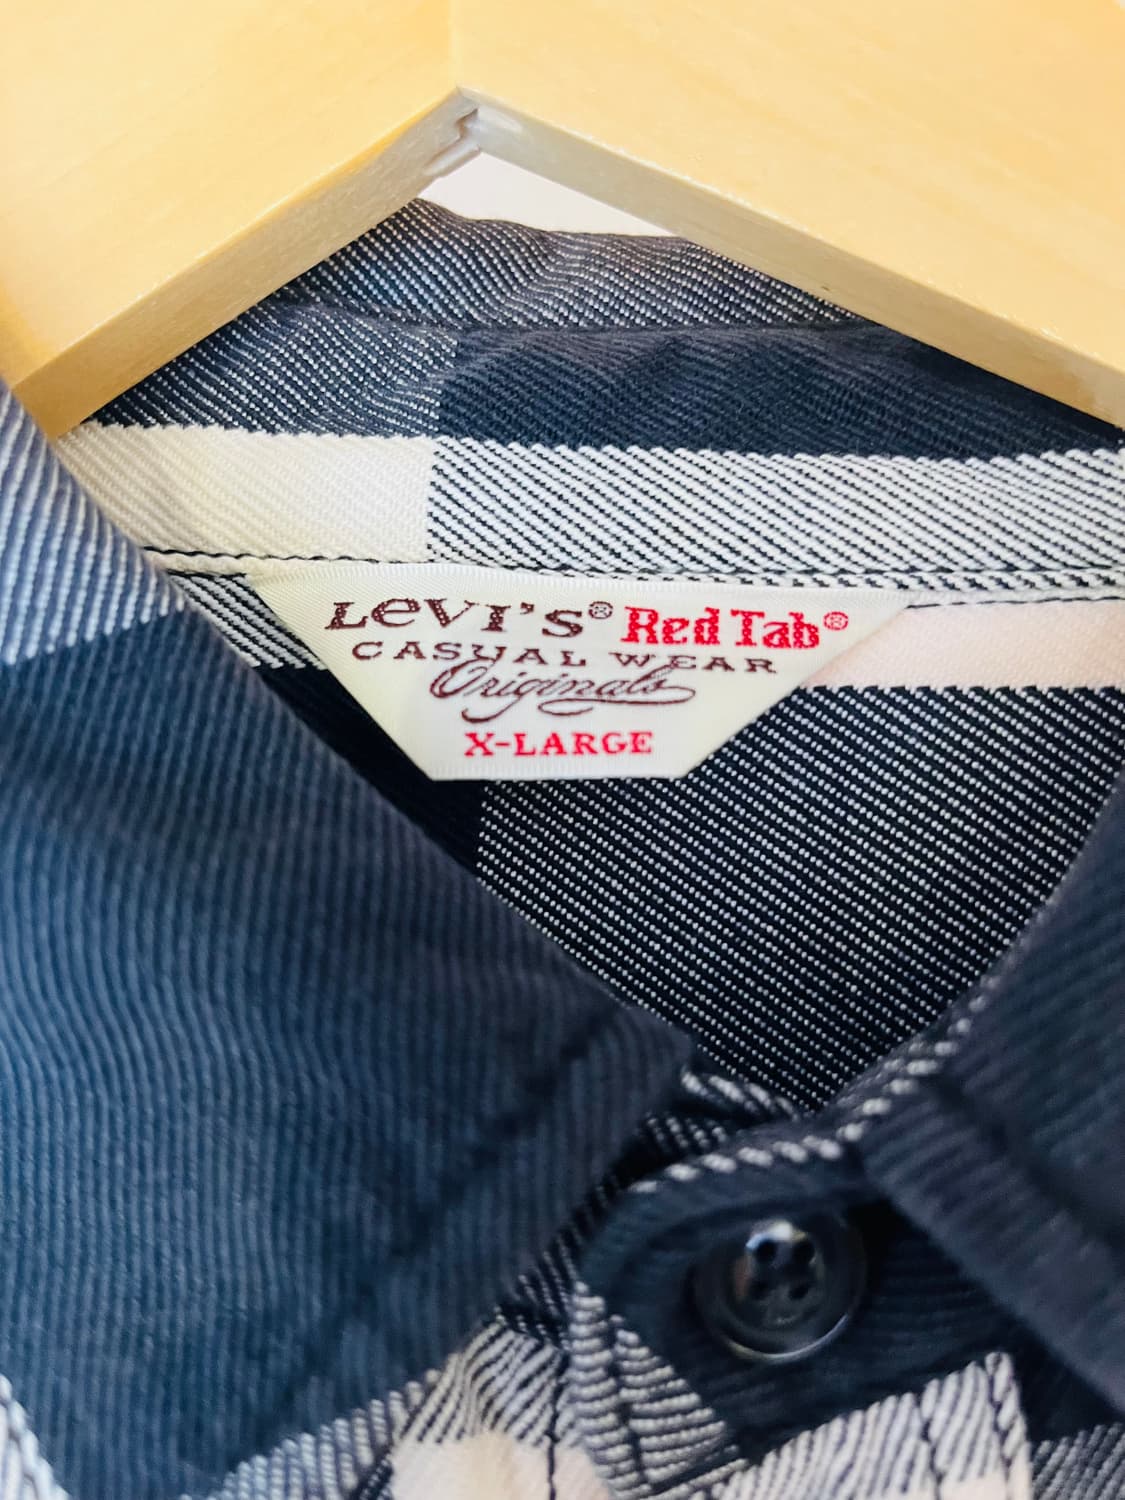 LEVI'S® Red Tab®
CASUAL WEAR
Originals
X-LARGE